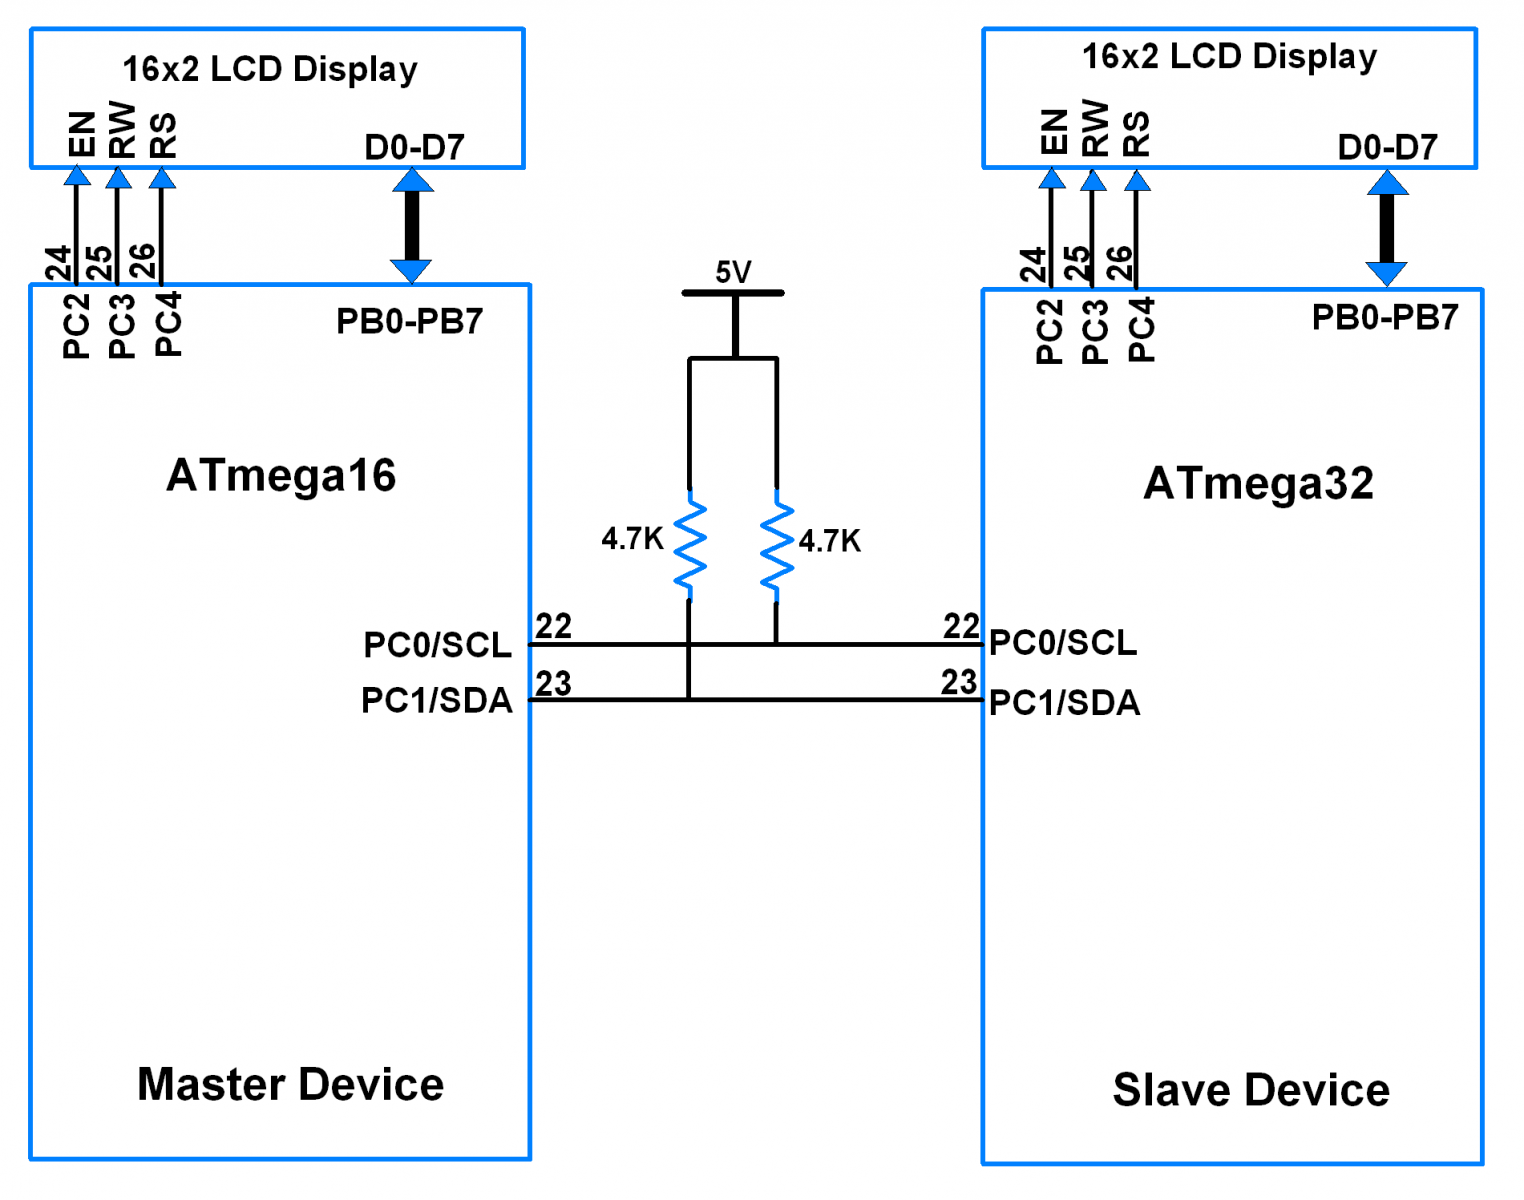 16x2 LCD Display
EN
RW
RS
D0-D7
24
25
26
PC2
PC3
PC4
PB0-PB7
ATmega16
PC0/SCL
22
PC1/SDA
23
Master Device
5V
4.7K
4.7K
16x2 LCD Display
EN
RW
RS
D0-D7
24
25
26
PC2
PC3
PC4
PB0-PB7
ATmega32
22
PC0/SCL
23
PC1/SDA
Slave Device